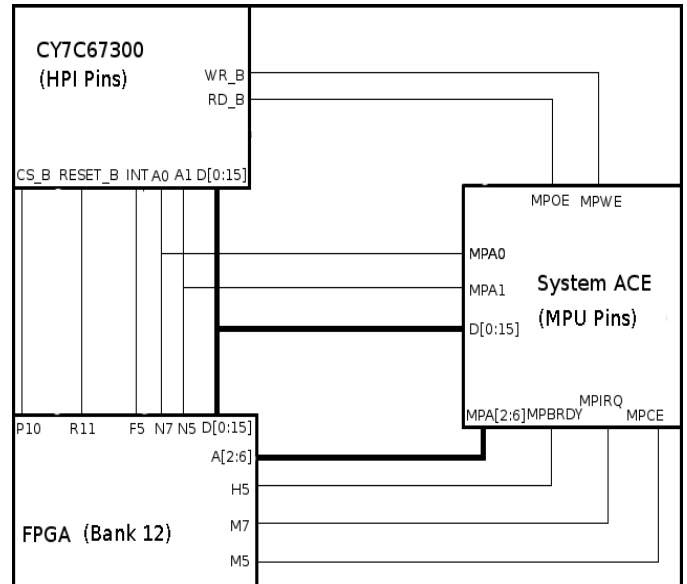 CY7C67300
(HPI Pins)
WR_B
RD_B
CS_B RESET_B INT A0 A1 D[0:15]
MPOE MPWE
MPA0
System ACE
MPA1
(MPU Pins)
D[0:15]
MPIRQ
MPA[2:6] MPBRDY MPCE
P10 R11 F5 N7 N5 D[0:15]
A[2:6]
H5
M7
FPGA (Bank 12)
M5